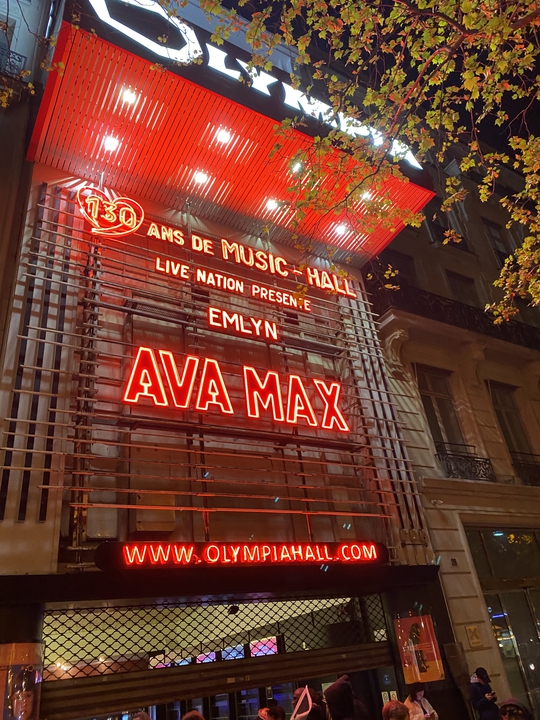 OLYMPIA
130
ANS DE MUSIC-HALL
LIVE NATION PRESENTE
EMLYN
AVA MAX
WWW.OLYMPIAHALL.COM